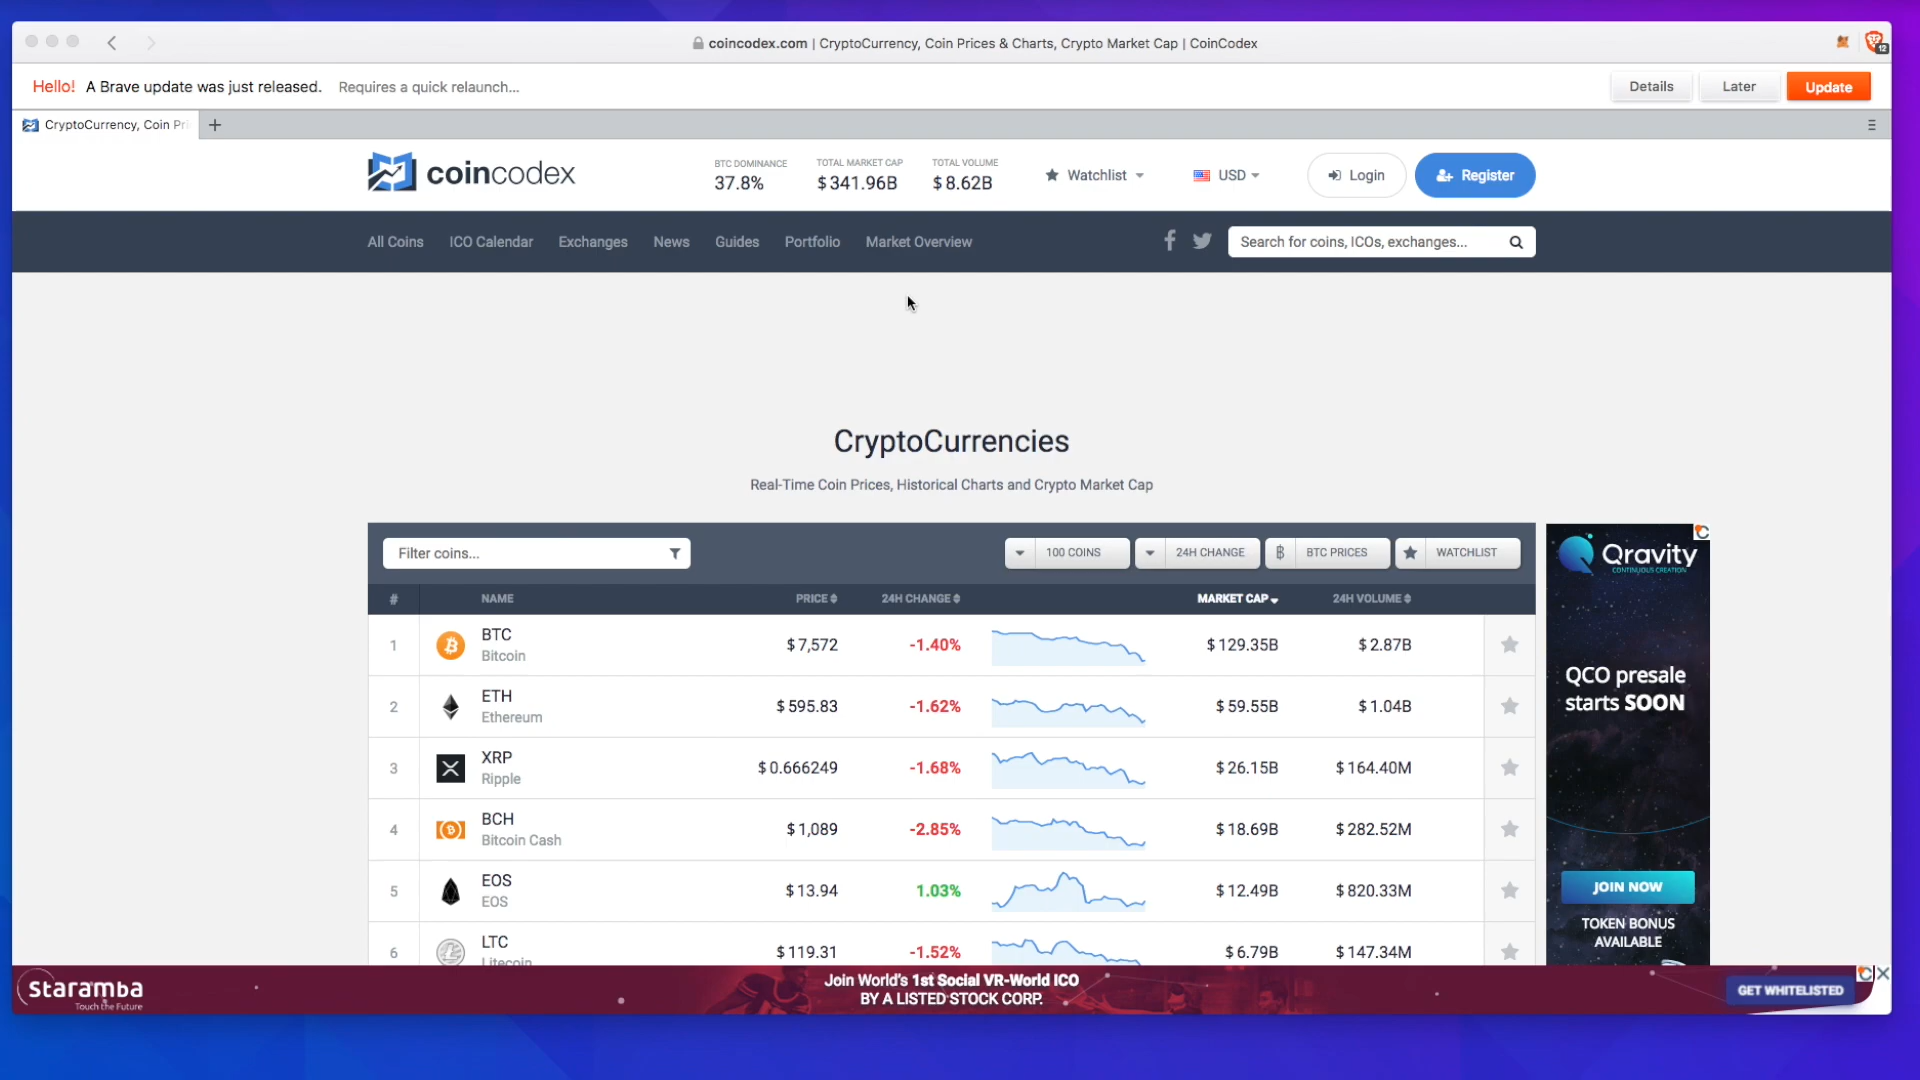 coincodex.com | CryptoCurrency, Coin Prices & Charts, Crypto Market Cap | CoinCodex
12
Hello! A Brave update was just released. Requires a quick relaunch...
Details
Later
Update
CryptoCurrency, Coin Pri
coincodex
BTC DOMINANCE
37.8%
TOTAL MARKET CAP
$ 341.96B
TOTAL VOLUME
$ 8.62B
Watchlist
USD
Login
Register
All Coins
ICO Calendar
Exchanges
News
Guides
Portfolio
Market Overview
Search for coins, ICOs, exchanges...
CryptoCurrencies
Real-Time Coin Prices, Historical Charts and Crypto Market Cap
Filter coins...
100 COINS
24H CHANGE
BTC PRICES
WATCHLIST
# NAME PRICE 24H CHANGE MARKET CAP 24H VOLUME
1 BTC Bitcoin $ 7,572 -1.40% $ 129.35B $ 2.87B
2 ETH Ethereum $ 595.83 -1.62% $ 59.55B $ 1.04B
3 XRP Ripple $ 0.666249 -1.68% $ 26.15B $ 164.40M
4 BCH Bitcoin Cash $ 1,089 -2.85% $ 18.69B $ 282.52M
5 EOS EOS $ 13.94 1.03% $ 12.49B $ 820.33M
6 LTC Litecoin $ 119.31 -1.52% $ 6.79B $ 147.34M
Qravity
CONTINUOUS CREATION
QCO presale
starts SOON
JOIN NOW
TOKEN BONUS
AVAILABLE
staramba
Touch the Future
Join World's 1st Social VR-World ICO
BY A LISTED STOCK CORP.
GET WHITELISTED